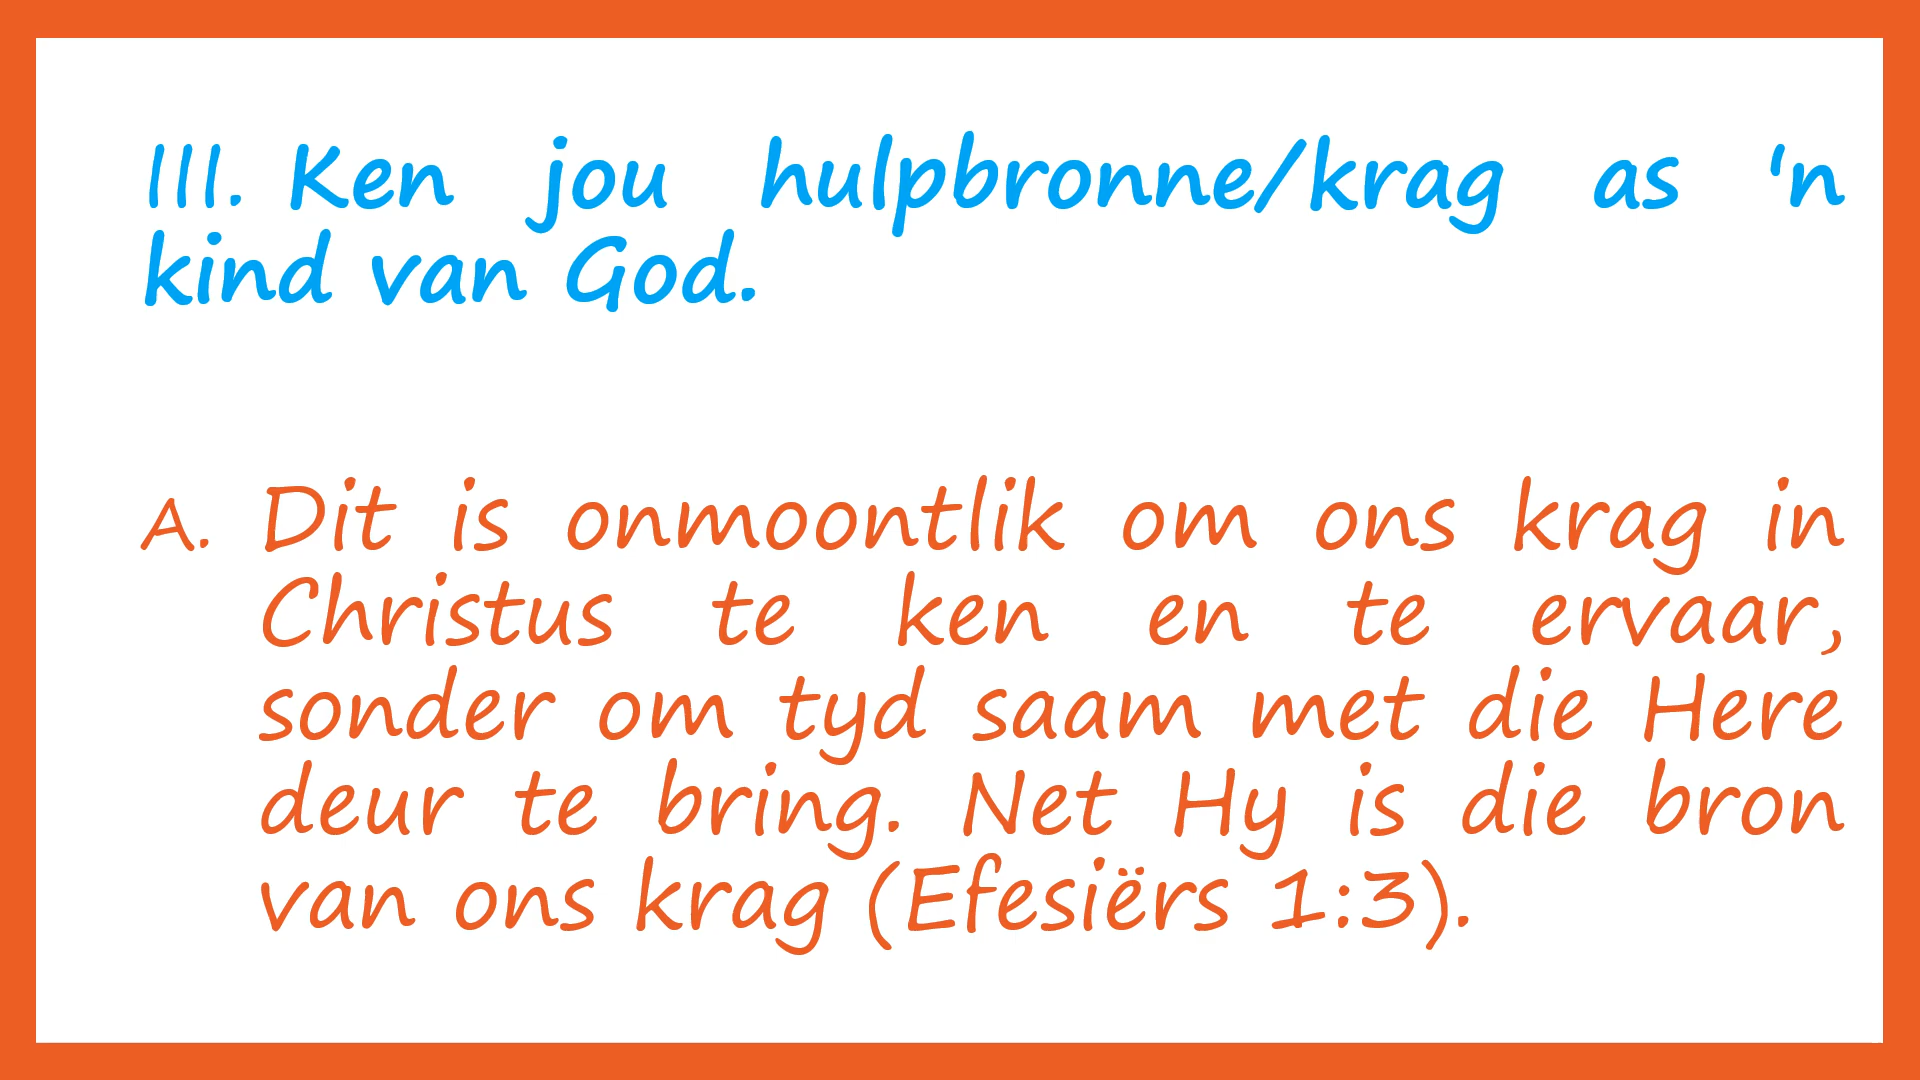 III. Ken jou hulpbronne/krag as 'n
kind van God.
A. Dit is onmoontlik om ons krag in
Christus te ken en te ervaar,
sonder om tyd saam met die Here
deur te bring. Net Hy is die bron
van ons krag (Efesiërs 1:3).